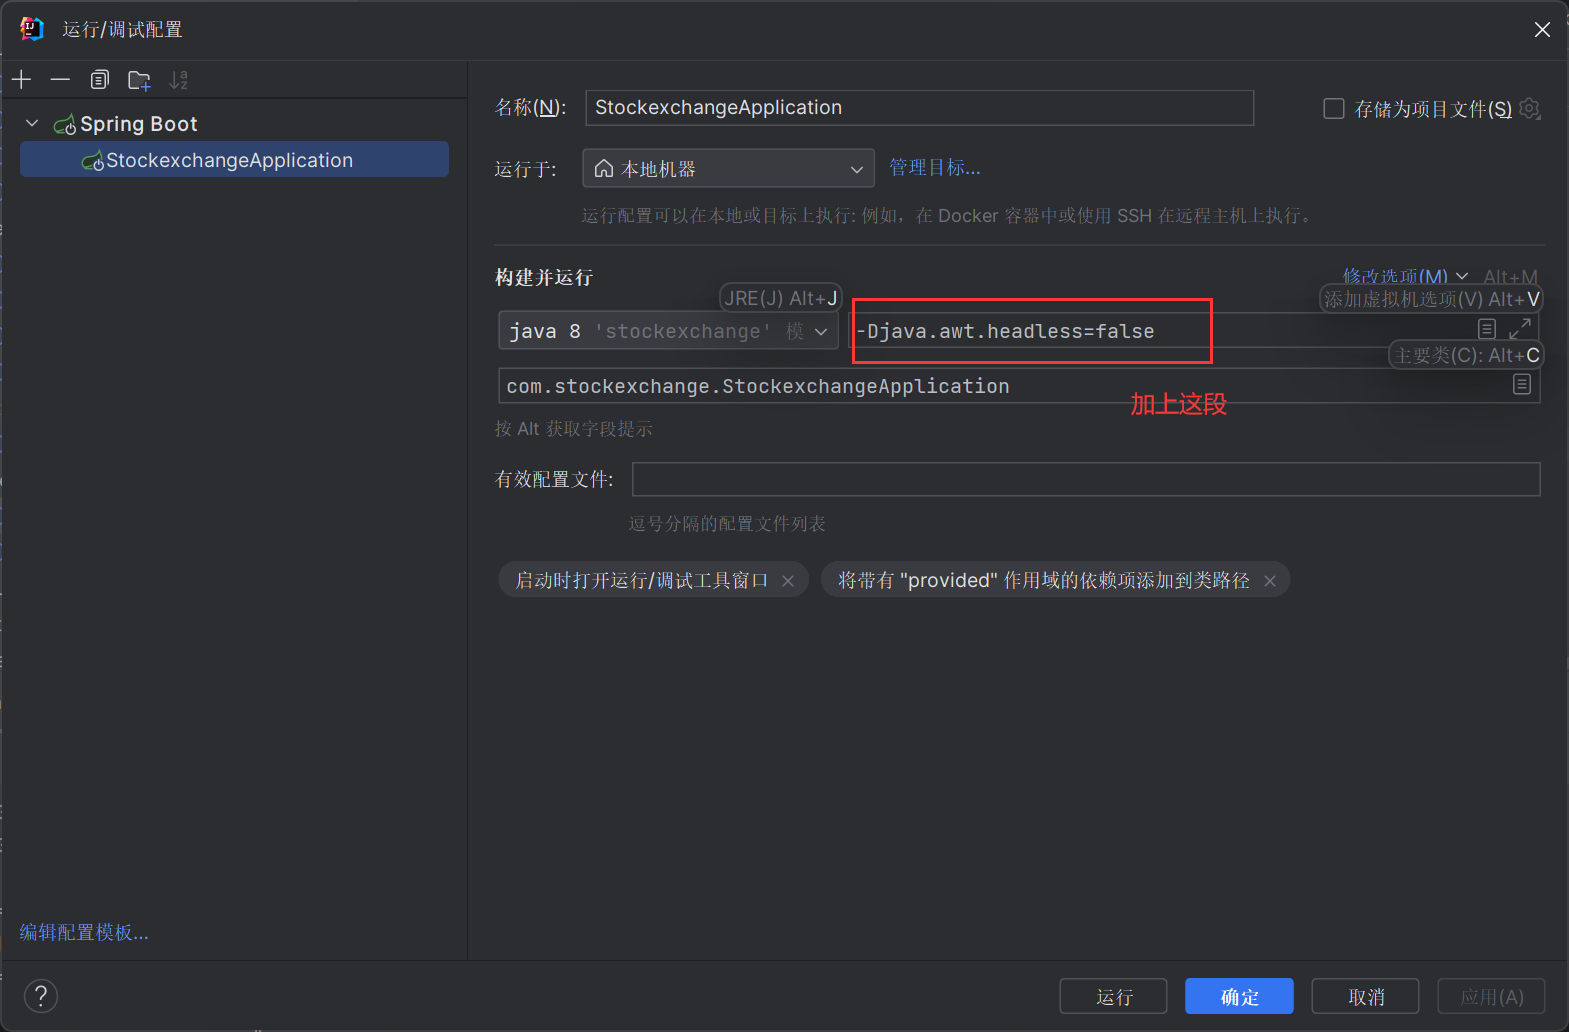 运行/调试配置
Spring Boot
StockexchangeApplication
名称(N):
StockexchangeApplication
存储为项目文件(S)
运行于:
本地机器
管理目标...
运行配置可以在本地或目标上执行: 例如，在 Docker 容器中或使用 SSH 在远程主机上执行。
构建并运行
修改选项(M)
Alt+M
JRE(J) Alt+J
添加虚拟机选项(V) Alt+V
java 8 'stockexchange' 模
-Djava.awt.headless=false
主要类(C): Alt+C
com.stockexchange.StockexchangeApplication
加上这段
按 Alt 获取字段提示
有效配置文件:
逗号分隔的配置文件列表
启动时打开运行/调试工具窗口
将带有 "provided" 作用域的依赖项添加到类路径
编辑配置模板...
?
运行
确定
取消
应用(A)